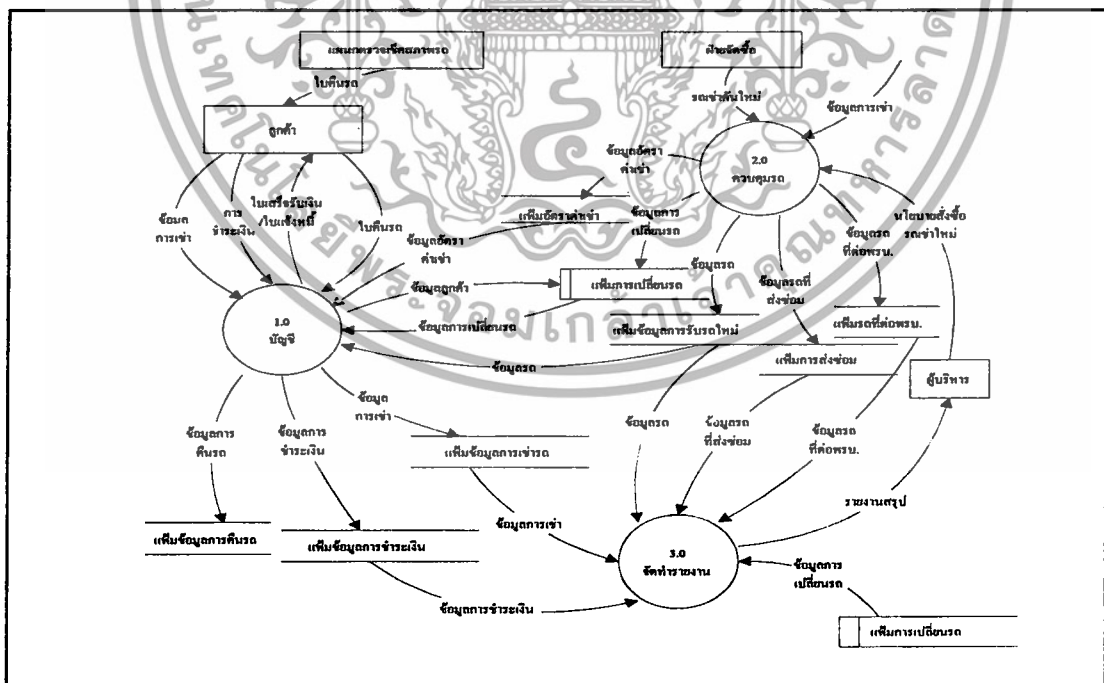 แผนกตรวจเช็คสภาพรถ
ฝ่ายจัดซื้อ
ใบคืนรถ
รถเช่าคันใหม่
ข้อมูลการเช่า
ลูกค้า
2.0
ควบคุมรถ
ข้อมูลอัตรา
ค่าเช่า
แฟ้มอัตราค่าเช่า
ข้อมูล
การเช่า
การ
ชำระเงิน
ใบเสร็จรับเงิน
/ใบแจ้งหนี้
ใบคืนรถ
ข้อมูลอัตรา
ค่าเช่า
ข้อมูลการ
เปลี่ยนรถ
ข้อมูลรถ
ข้อมูลรถที่
ส่งซ่อม
ข้อมูลรถ
ที่ต่อพรบ.
นโยบายสั่งซื้อ
รถเช่าใหม่
ข้อมูลลูกค้า
แฟ้มการเปลี่ยนรถ
1.0
บัญชี
ข้อมูลการเปลี่ยนรถ
แฟ้มข้อมูลการรับรถใหม่
แฟ้มรถที่ต่อพรบ.
ข้อมูลรถ
แฟ้มการส่งซ่อม
ผู้บริหาร
ข้อมูล
การเช่า
ข้อมูลการ
คืนรถ
ข้อมูลการ
ชำระเงิน
แฟ้มข้อมูลการเช่ารถ
ข้อมูลรถ
ข้อมูลรถ
ที่ส่งซ่อม
ข้อมูลรถ
ที่ต่อพรบ.
รายงานสรุป
แฟ้มข้อมูลการคืนรถ
แฟ้มข้อมูลการชำระเงิน
ข้อมูลการเช่า
3.0
จัดทำรายงาน
ข้อมูลการ
เปลี่ยนรถ
ข้อมูลการชำระเงิน
แฟ้มการเปลี่ยนรถ